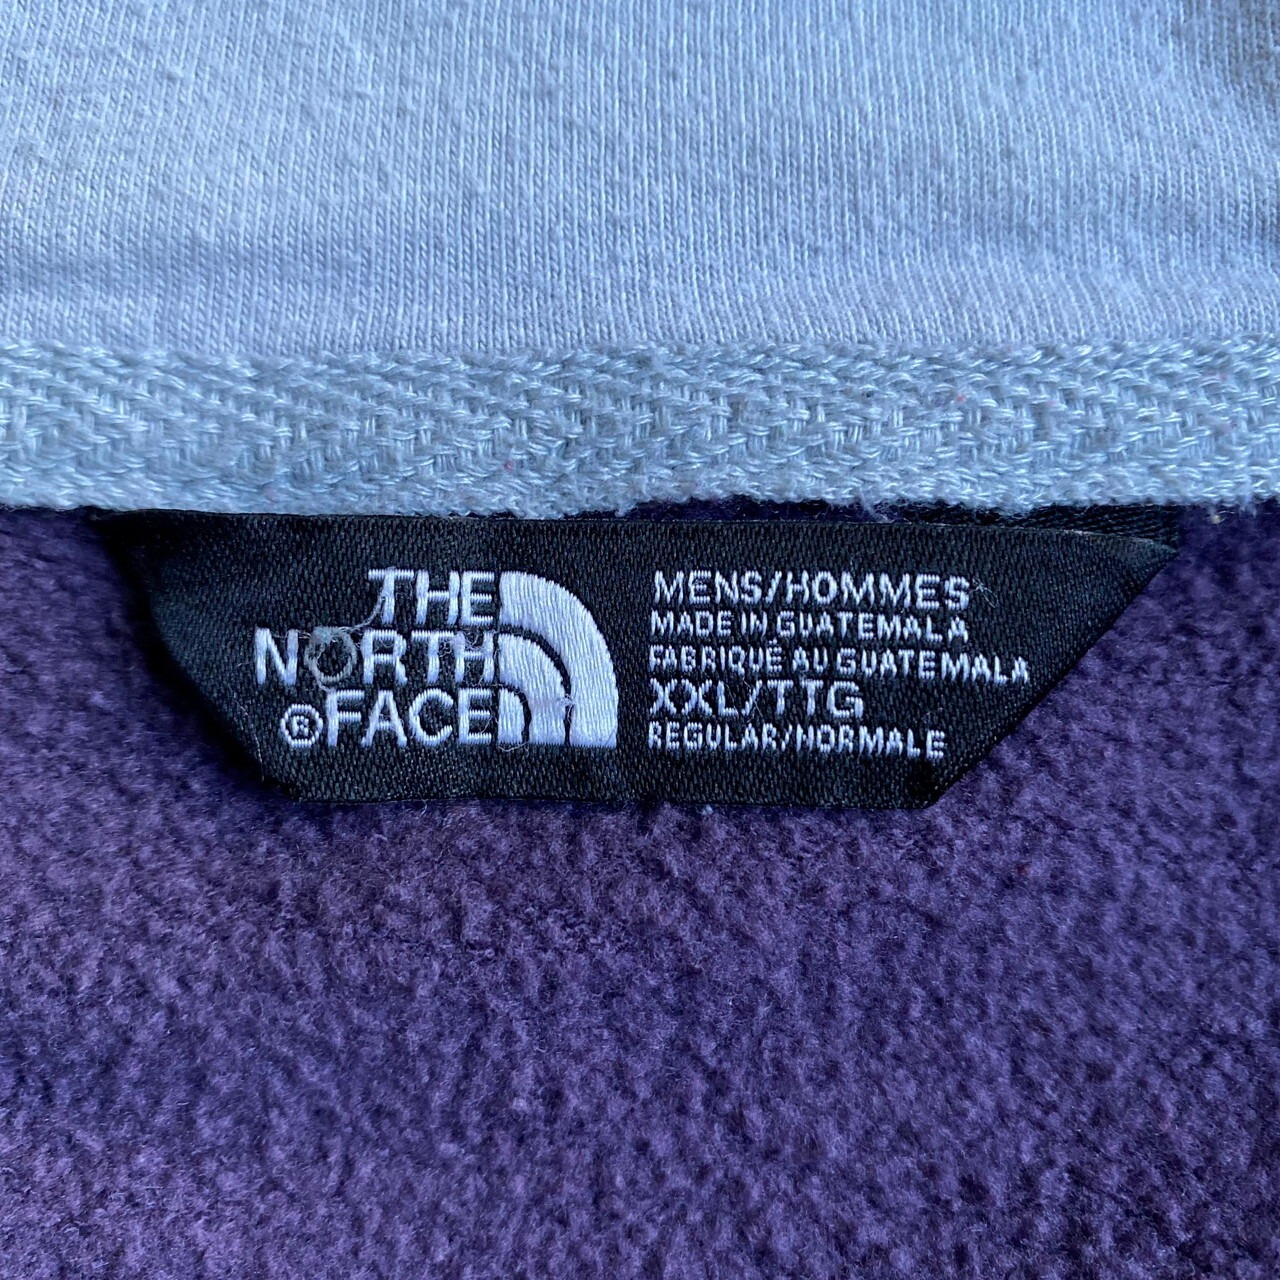 THE
NORTH
®FACE
MENS/HOMMES
MADE IN GUATEMALA
FABRIQUÉ AU GUATEMALA
XXL/TTG
REGULAR/NORMALE